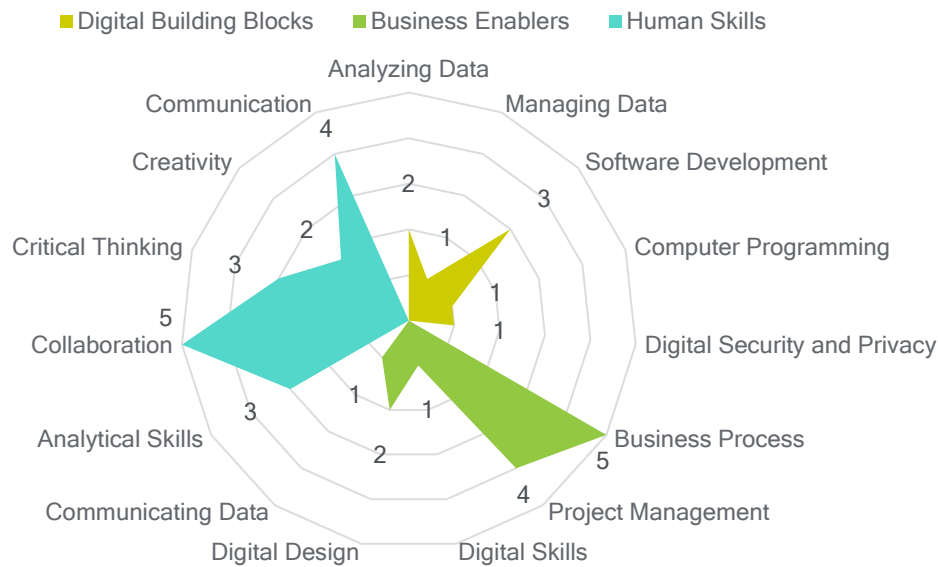 Digital Building Blocks Business Enablers Human Skills
Analyzing Data
Communication
Managing Data
4
Creativity
Software Development
2
3
2
1
Critical Thinking
Computer Programming
3
1
5
1
Collaboration
Digital Security and Privacy
1
3
1
Analytical Skills
Business Process
2
5
4
Communicating Data
Project Management
Digital Design
Digital Skills